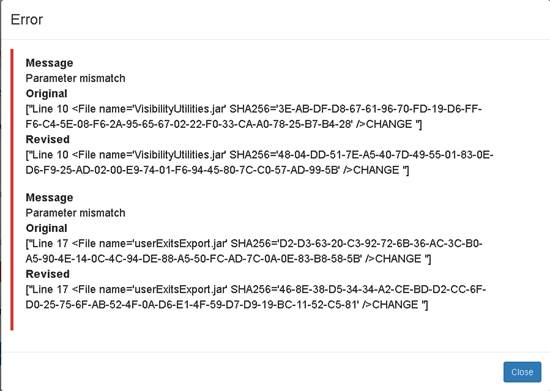 Error
Message
Parameter mismatch
Original
["Line 10 <File name='VisibilityUtilities.jar' SHA256='3E-AB-DF-D8-67-61-96-70-FD-19-D6-FF-
F6-C4-5E-08-F6-2A-95-65-67-02-22-F0-33-CA-A0-78-25-B7-B4-28' />CHANGE "]
Revised
["Line 10 <File name='VisibilityUtilities.jar' SHA256='48-04-DD-51-7E-A5-40-7D-49-55-01-83-0E-
D6-F9-25-AD-02-00-E9-74-01-F6-94-45-80-7C-C0-57-AD-99-5B' />CHANGE "]
Message
Parameter mismatch
Original
["Line 17 <File name='userExitsExport.jar' SHA256='D2-D3-63-20-C3-92-72-6B-36-AC-3C-B0-
A5-90-4E-14-0C-4C-94-DE-88-A5-50-FC-AD-7C-0A-0E-83-B8-58-5B' />CHANGE "]
Revised
["Line 17 <File name='userExitsExport.jar' SHA256='46-8E-38-D5-34-34-A2-CE-BD-D2-CC-6F-
D0-25-75-6F-AB-52-4F-0A-D6-E1-4F-59-D7-D9-19-BC-11-52-C5-81' />CHANGE "]
Close